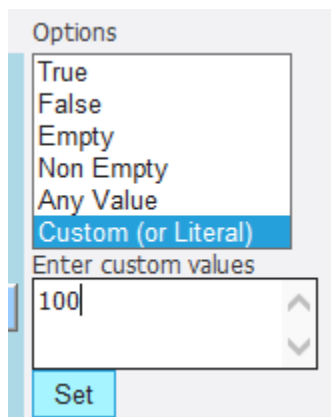 Options
True
False
Empty
Non Empty
Any Value
Custom (or Literal)
Enter custom values
100
Set